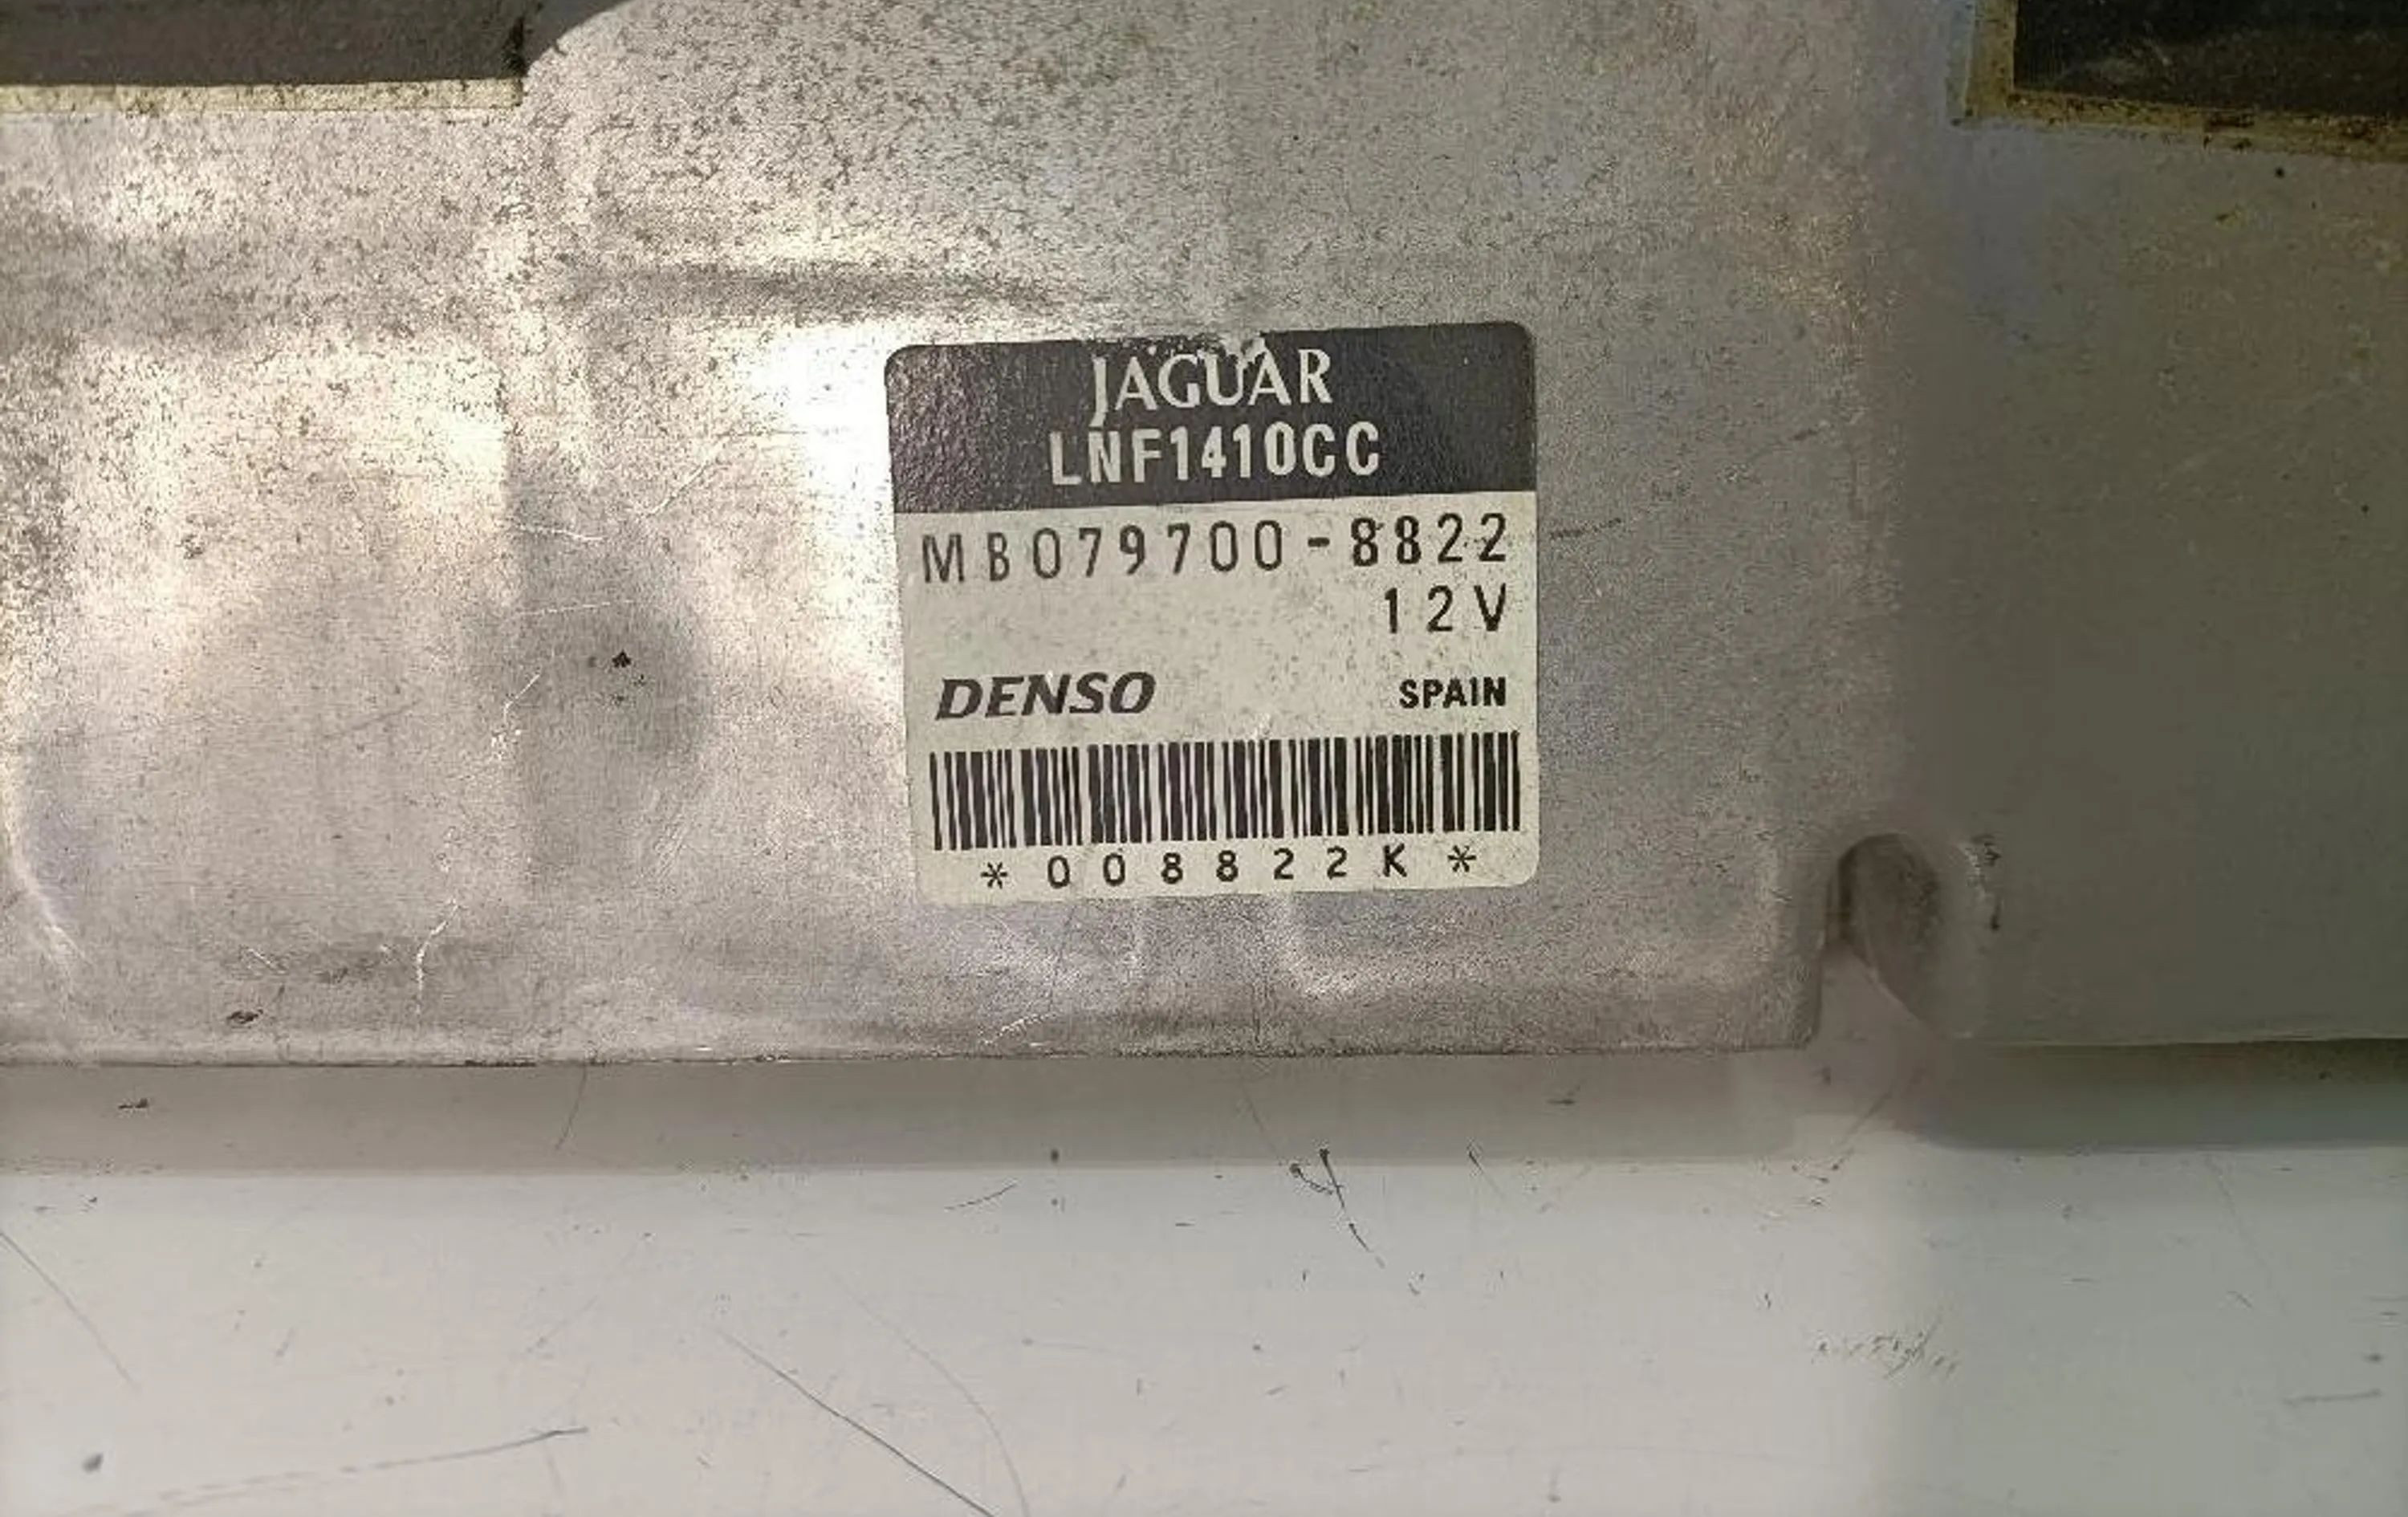 JAGUAR
LNF1410CC
MB079700-8822
12V
DENSO SPAIN
*008822K*